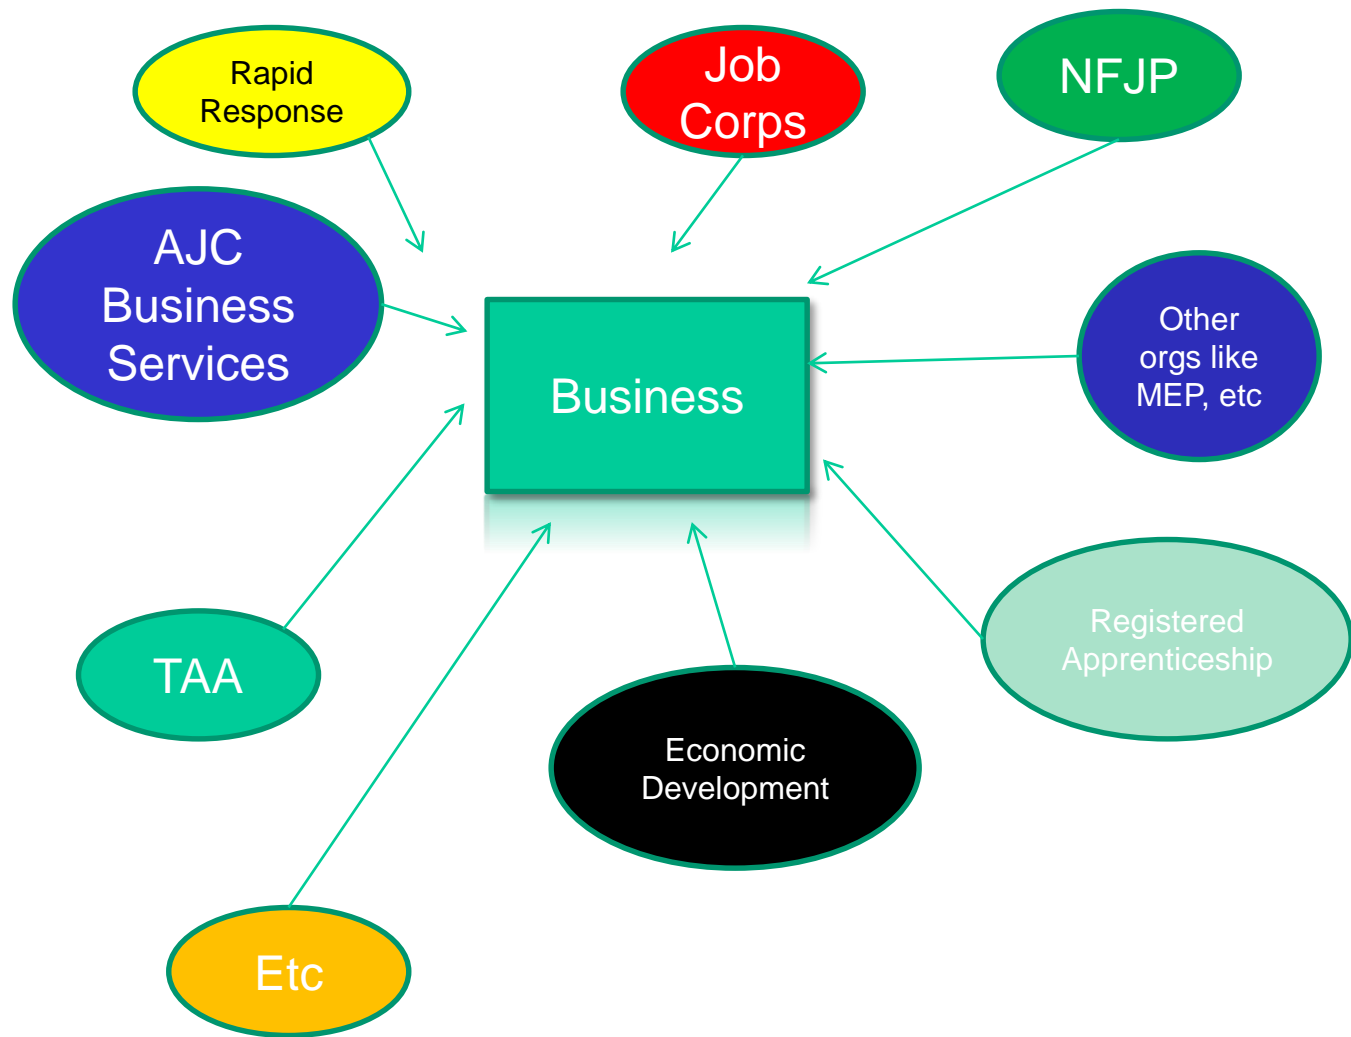 Rapid
Response
Job
Corps
NFJP
AJC
Business
Services
Business
Other
orgs like
MEP, etc
TAA
Registered
Apprenticeship
Economic
Development
Etc